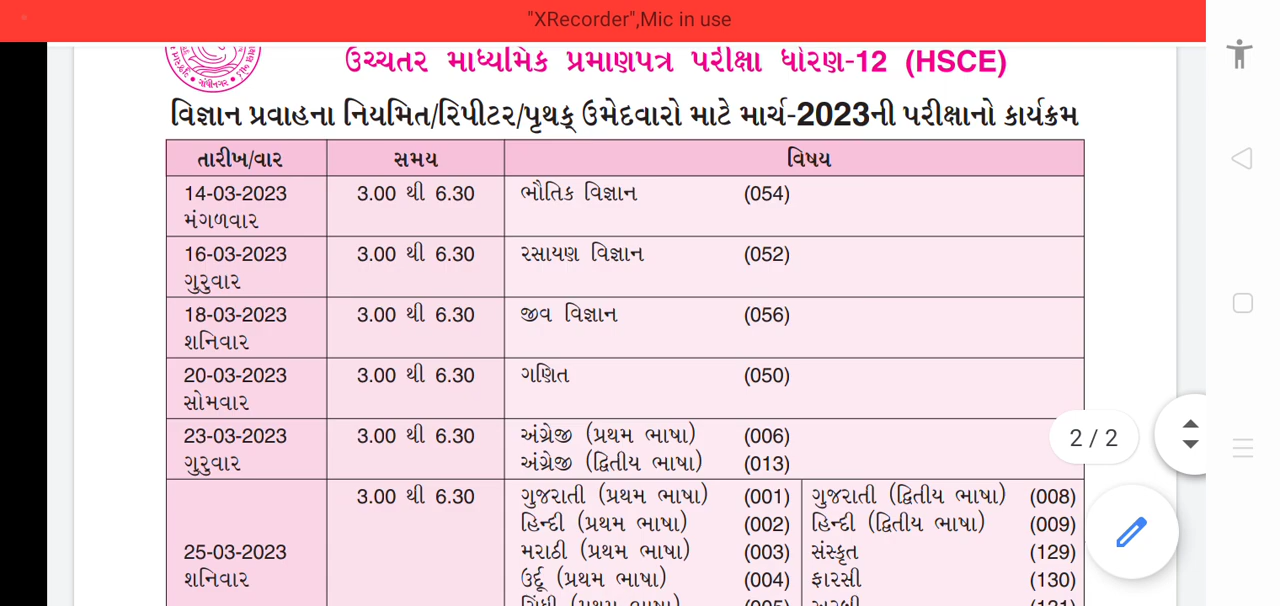 "XRecorder",Mic in use
ઉચ્ચતર માધ્યમિક પ્રમાણપત્ર પરીક્ષા ધોરણ-12 (HSCE)
વિજ્ઞાન પ્રવાહના નિયમિત/રિપીટર/પૃથક્ ઉમેદવારો માટે માર્ચ-2023ની પરીક્ષાનો કાર્યક્રમ
તારીખ/વાર સમય વિષય
14-03-2023 3.00 થી 6.30 ભૌતિક વિજ્ઞાન (054)
મંગળવાર
16-03-2023 3.00 થી 6.30 રસાયણ વિજ્ઞાન (052)
ગુરુવાર
18-03-2023 3.00 થી 6.30 જીવ વિજ્ઞાન (056)
શનિવાર
20-03-2023 3.00 થી 6.30 ગણિત (050)
સોમવાર
23-03-2023 3.00 થી 6.30 અંગ્રેજી (પ્રથમ ભાષા) (006)
ગુરુવાર અંગ્રેજી (દ્વિતીય ભાષા) (013)
2 / 2
3.00 થી 6.30 ગુજરાતી (પ્રથમ ભાષા) (001) ગુજરાતી (દ્વિતીય ભાષા) (008)
હિન્દી (પ્રથમ ભાષા) (002) હિન્દી (દ્વિતીય ભાષા) (009)
25-03-2023 મરાઠી (પ્રથમ ભાષા) (003) સંસ્કૃત (129)
શનિવાર ઉર્દૂ (પ્રથમ ભાષા) (004) ફારસી (130)